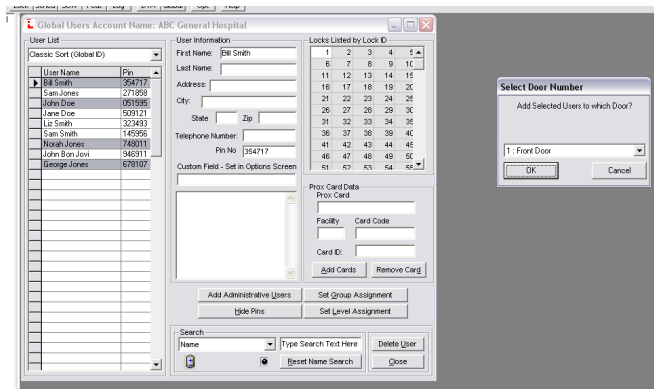 Global Users Account Name: ABC General Hospital
User List
Classic Sort (Global ID)
User Name Pin
Bill Smith 354717
Sam Jones 271858
John Doe 051595
Jane Doe 509121
Liz Smith 323493
Sam Smith 145956
Norah Jones 748011
John Bon Jovi 946911
George Jones 678107
User Information
First Name: Bill Smith
Last Name:
Address:
City:
State Zip
Telephone Number:
Pin No 354717
Custom Field - Set in Options Screen
Locks Listed by Lock ID
1 2 3 4
6 7 8 9
11 12 13 14
16 17 18 19
21 22 23 24
26 27 28 29
31 32 33 34
36 37 38 39
41 42 43 44
46 47 48 49
51 52 53 54
Prox Card Data
Prox Card
Facility Card Code
Card ID:
Add Cards Remove Card
Add Administrative Users Set Group Assignment
Hide Pins Set Level Assignment
Search
Name Type Search Text Here Delete User
Reset Name Search Close
Select Door Number
Add Selected Users to which Door?
1 : Front Door
OK Cancel